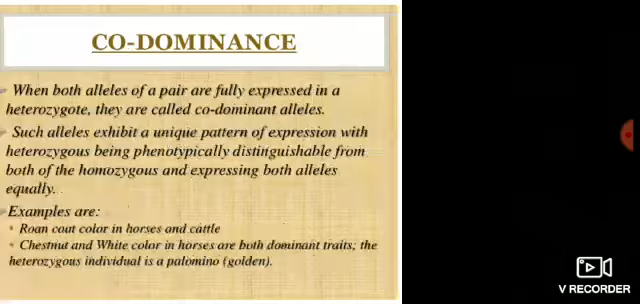 CO-DOMINANCE
When both alleles of a pair are fully expressed in a
heterozygote, they are called co-dominant alleles.
Such alleles exhibit a unique pattern of expression with
heterozygous being phenotypically distinguishable from
both of the homozygous and expressing both alleles
equally.
Examples are:
Roan coat color in horses and cattle
Chestnut and White color in horses are both dominant traits; the
heterozygous individual is a palomino (golden).
V RECORDER